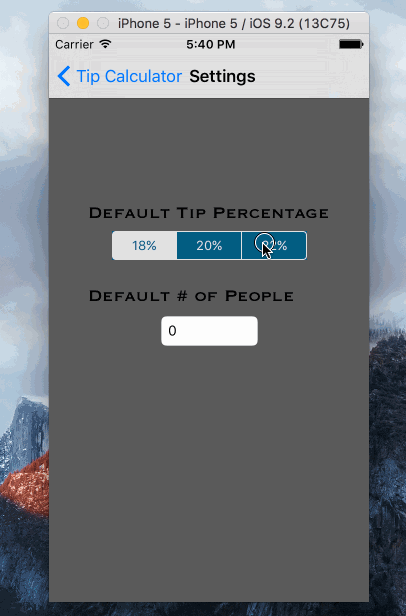 iPhone 5 - iPhone 5 / iOS 9.2 (13C75)
Carrier 5:40 PM
Tip Calculator Settings
Default Tip Percentage
18% 20%
Default # of People
0